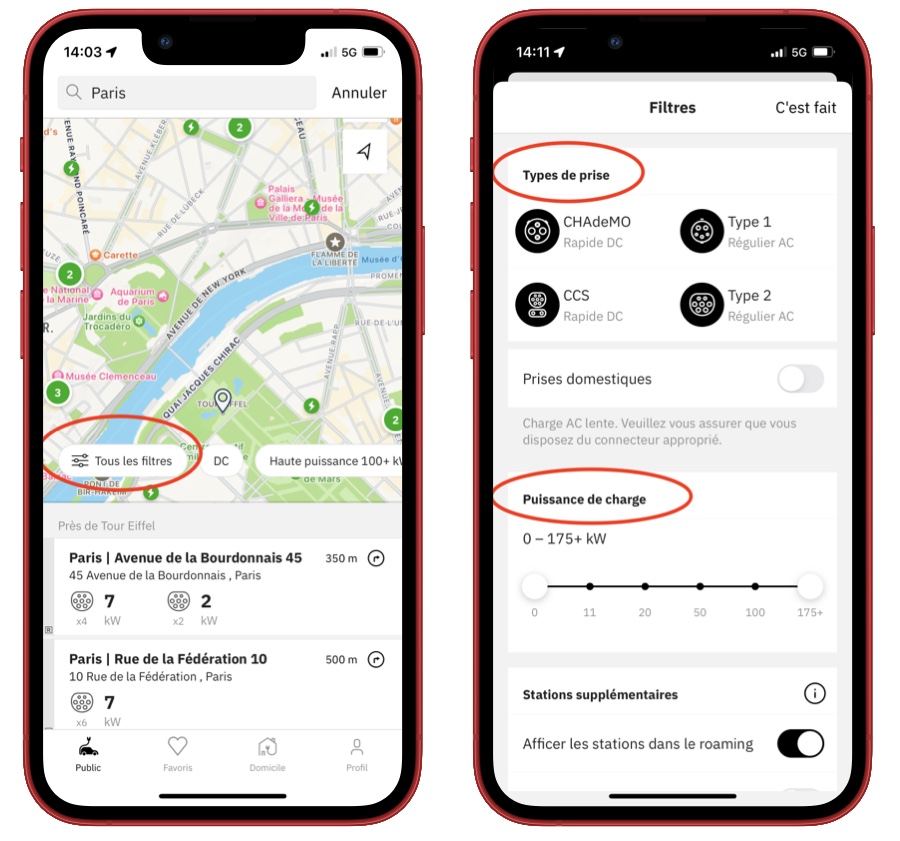 14:03
5G
Paris
Annuler
d's
2
AVENUE KLÉBER
ENUE RAYMOND POINCARÉ
RUE DE LÜBECK
Palais
Galliera - Musée
de la Mo de la
Ville de Paris
Carette
FLAMME DE
LA LIBERTÉ
Musée d'
PROMEN
2
e National
la Marine
Aquarium
de Paris
Jardins du
Trocadéro
AVENUE DE NEW YORK
R.
RUE-DE-L'U
AVENUE RAPP
Musée Clemenceau
QUAI JACQUES CHIRAC
3
TOU FFEL
2
Tous les filtres
DC
Haute puissance 100+ kW
PONT DE
BIR-HAKEIM
de Mars
Près de Tour Eiffel
Paris | Avenue de la Bourdonnais 45
350 m
45 Avenue de la Bourdonnais , Paris
7
2
x4
kW
x2
kW
Paris | Rue de la Fédération 10
500 m
10 Rue de la Fédération , Paris
7
x6
kW
Public
Favoris
Domicile
Profil
14:11
5G
Filtres
C'est fait
Types de prise
CHAdeMO
Rapide DC
Type 1
Régulier AC
CCS
Rapide DC
Type 2
Régulier AC
Prises domestiques
Charge AC lente. Veuillez vous assurer que vous
disposez du connecteur approprié.
Puissance de charge
0 – 175+ kW
0
11
20
50
100
175+
Stations supplémentaires
Afficer les stations dans le roaming